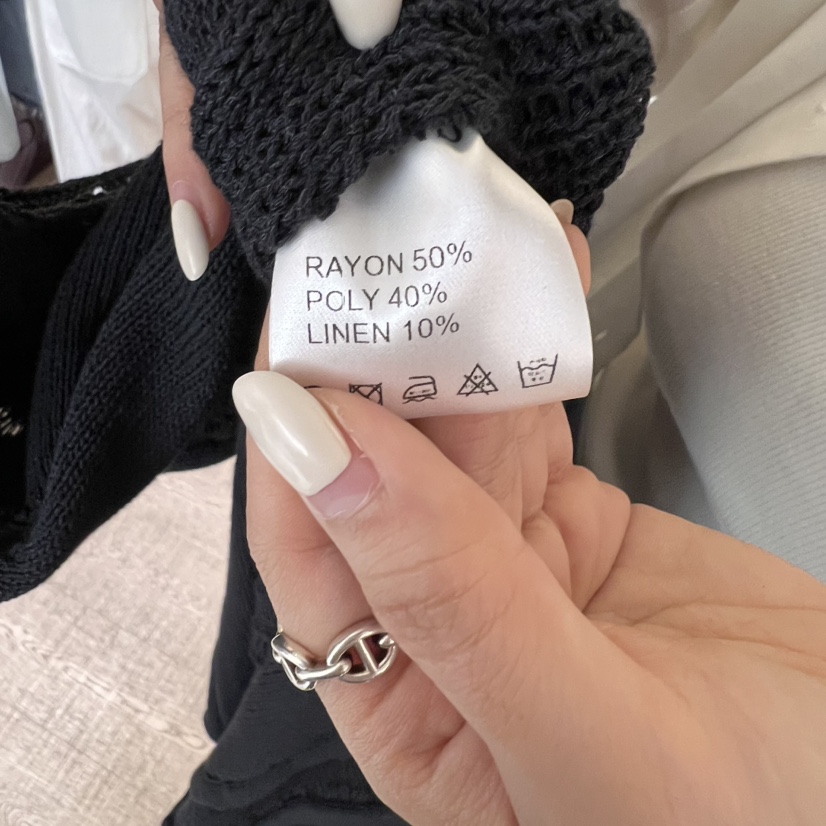 RAYON 50%
POLY 40%
LINEN 10%